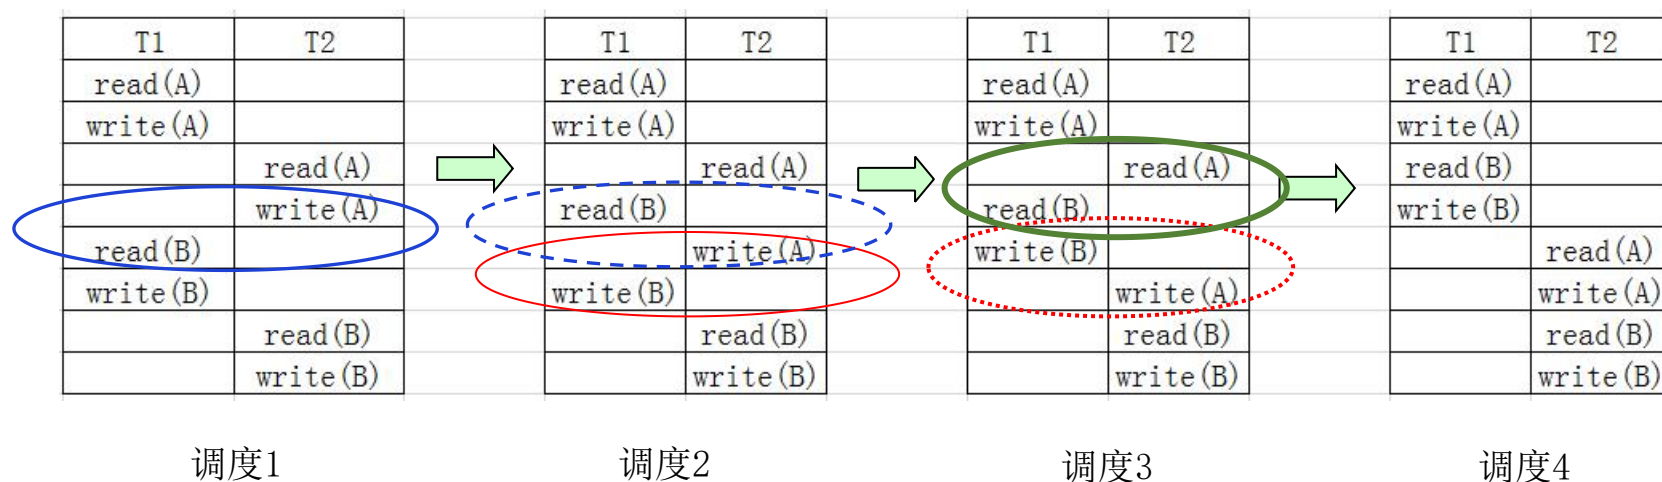 T1 T2 T1 T2 T1 T2 T1 T2
read(A) read(A) read(A) read(A)
write(A) write(A) write(A) write(A)
read(A) read(A) read(A) read(B)
write(A) read(B) read(B) write(B)
read(B) write(A) write(B) read(A)
write(B) write(B) write(A) write(A)
read(B) read(B) read(B) read(B)
write(B) write(B) write(B) write(B)
调度1 调度2 调度3 调度4